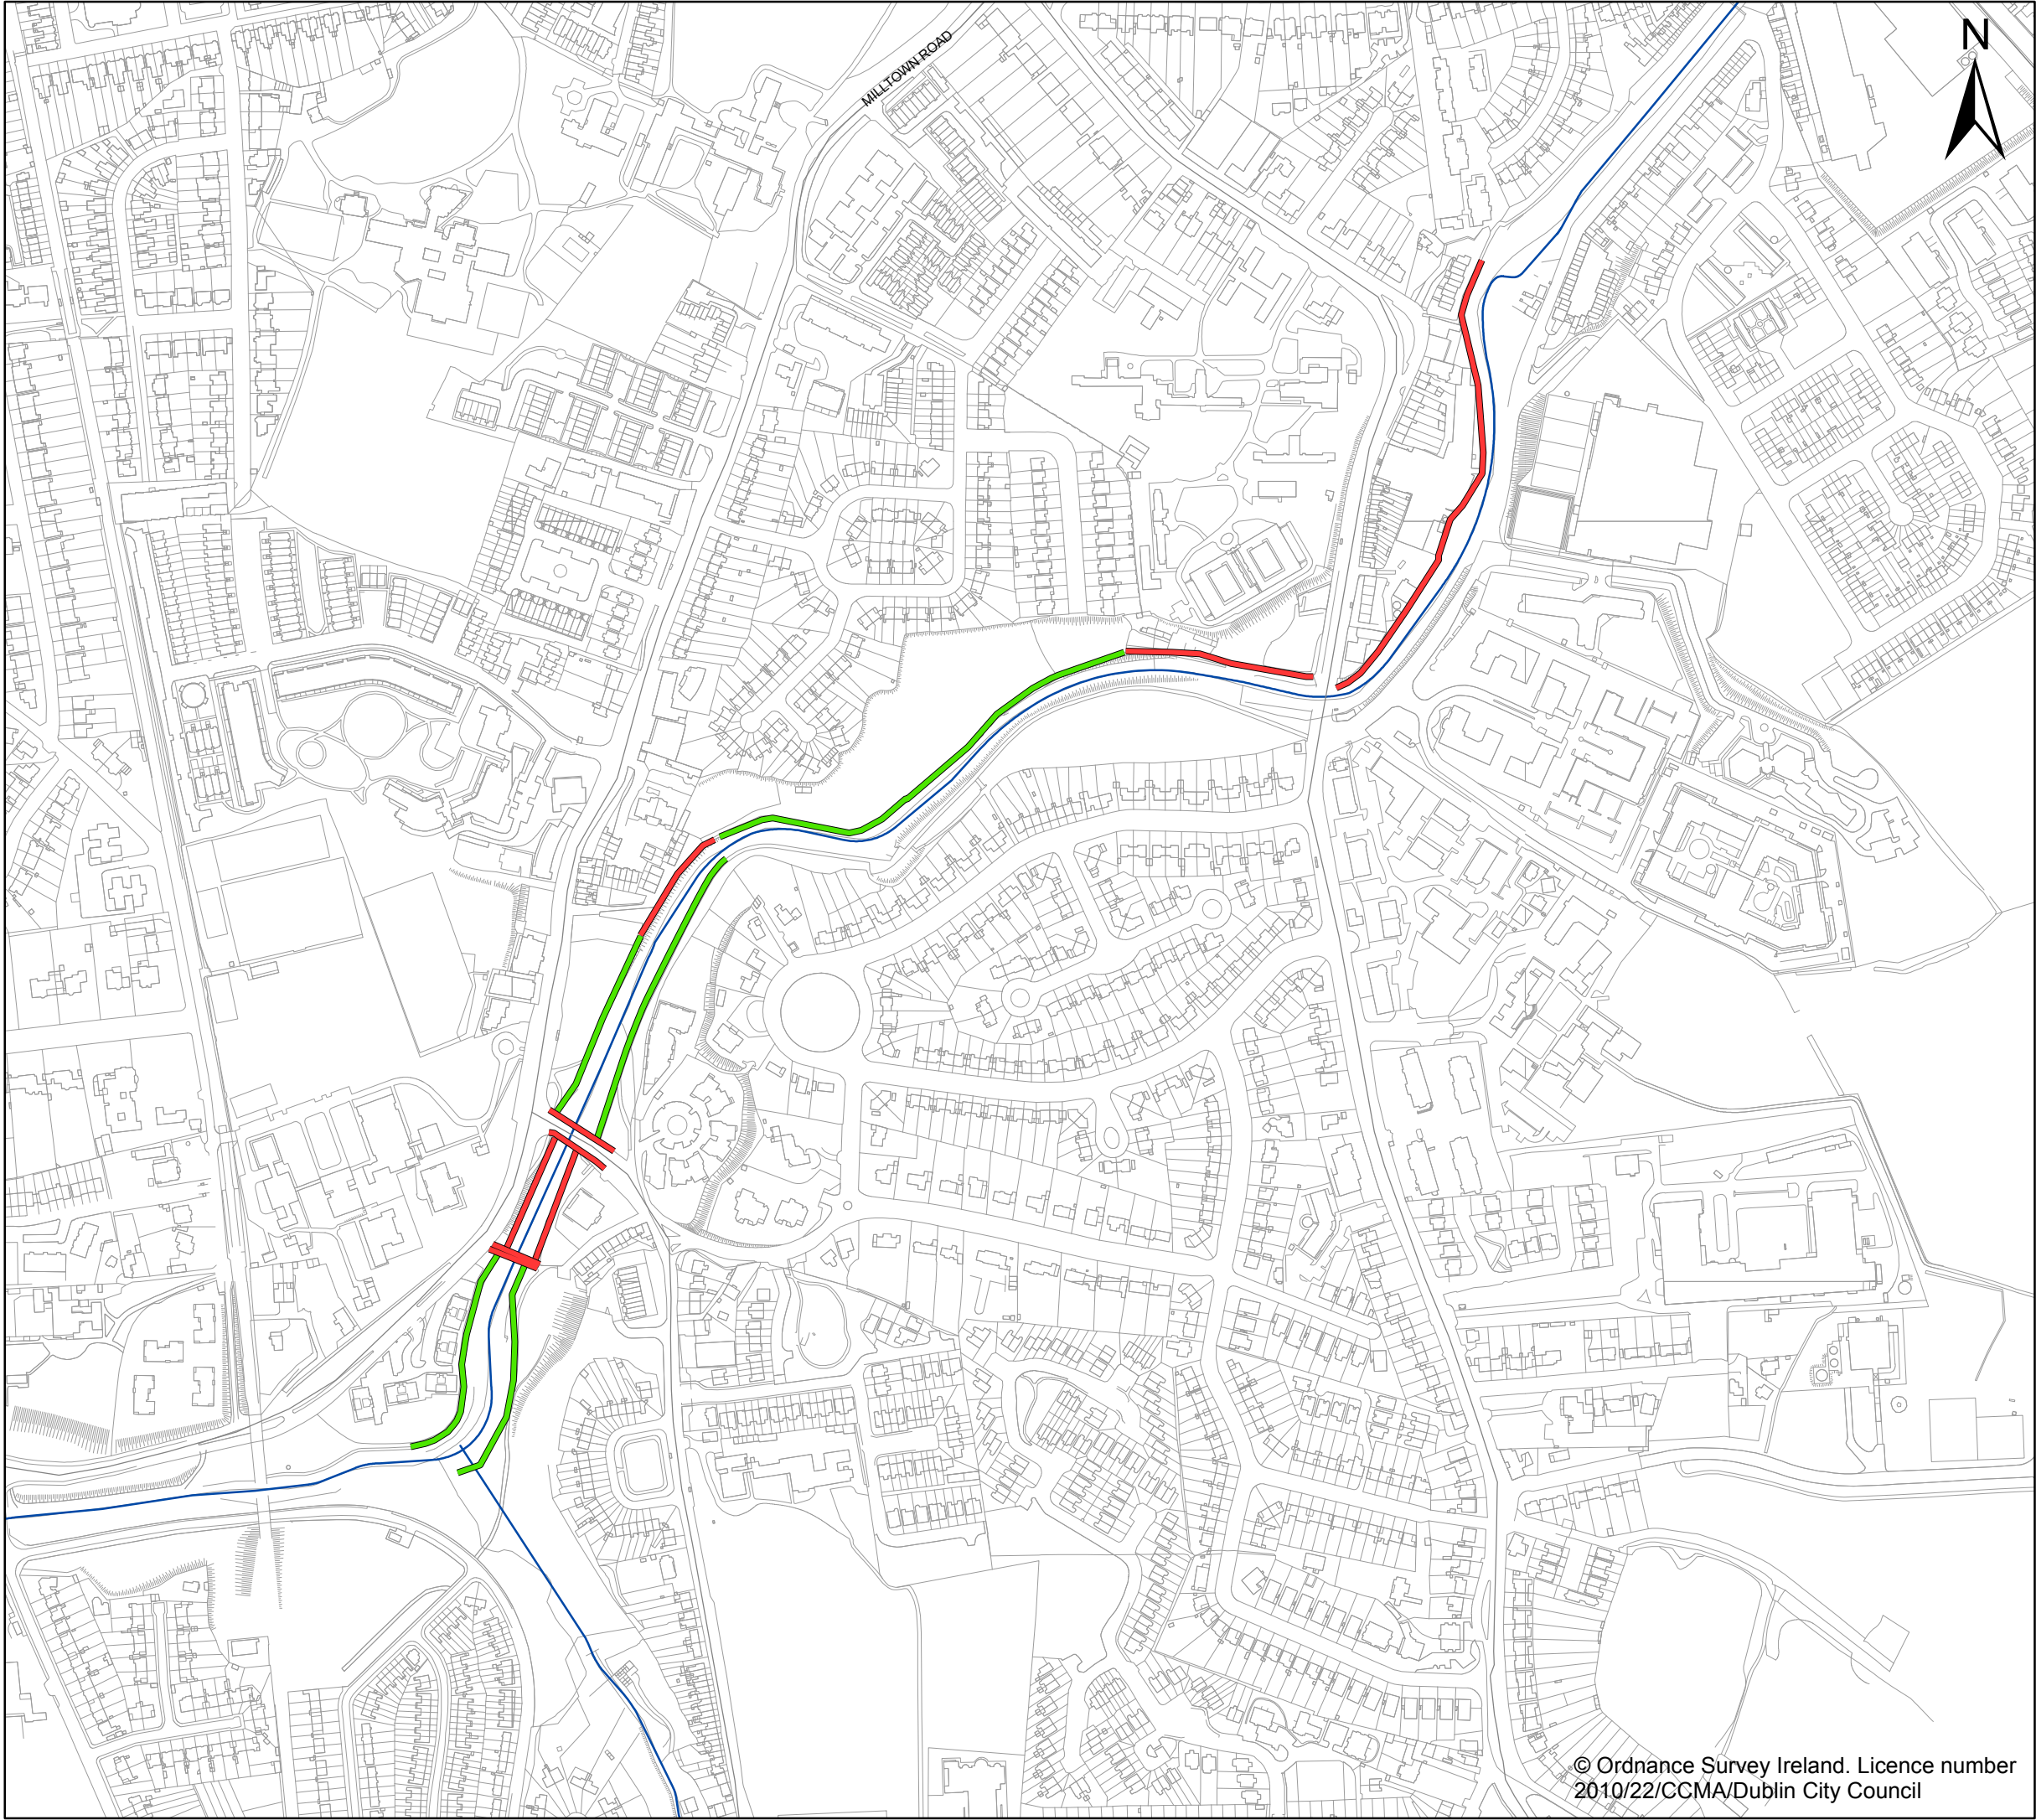 MILLTOWN ROAD
N
© Ordnance Survey Ireland. Licence number
2010/22/CCMA/Dublin City Council